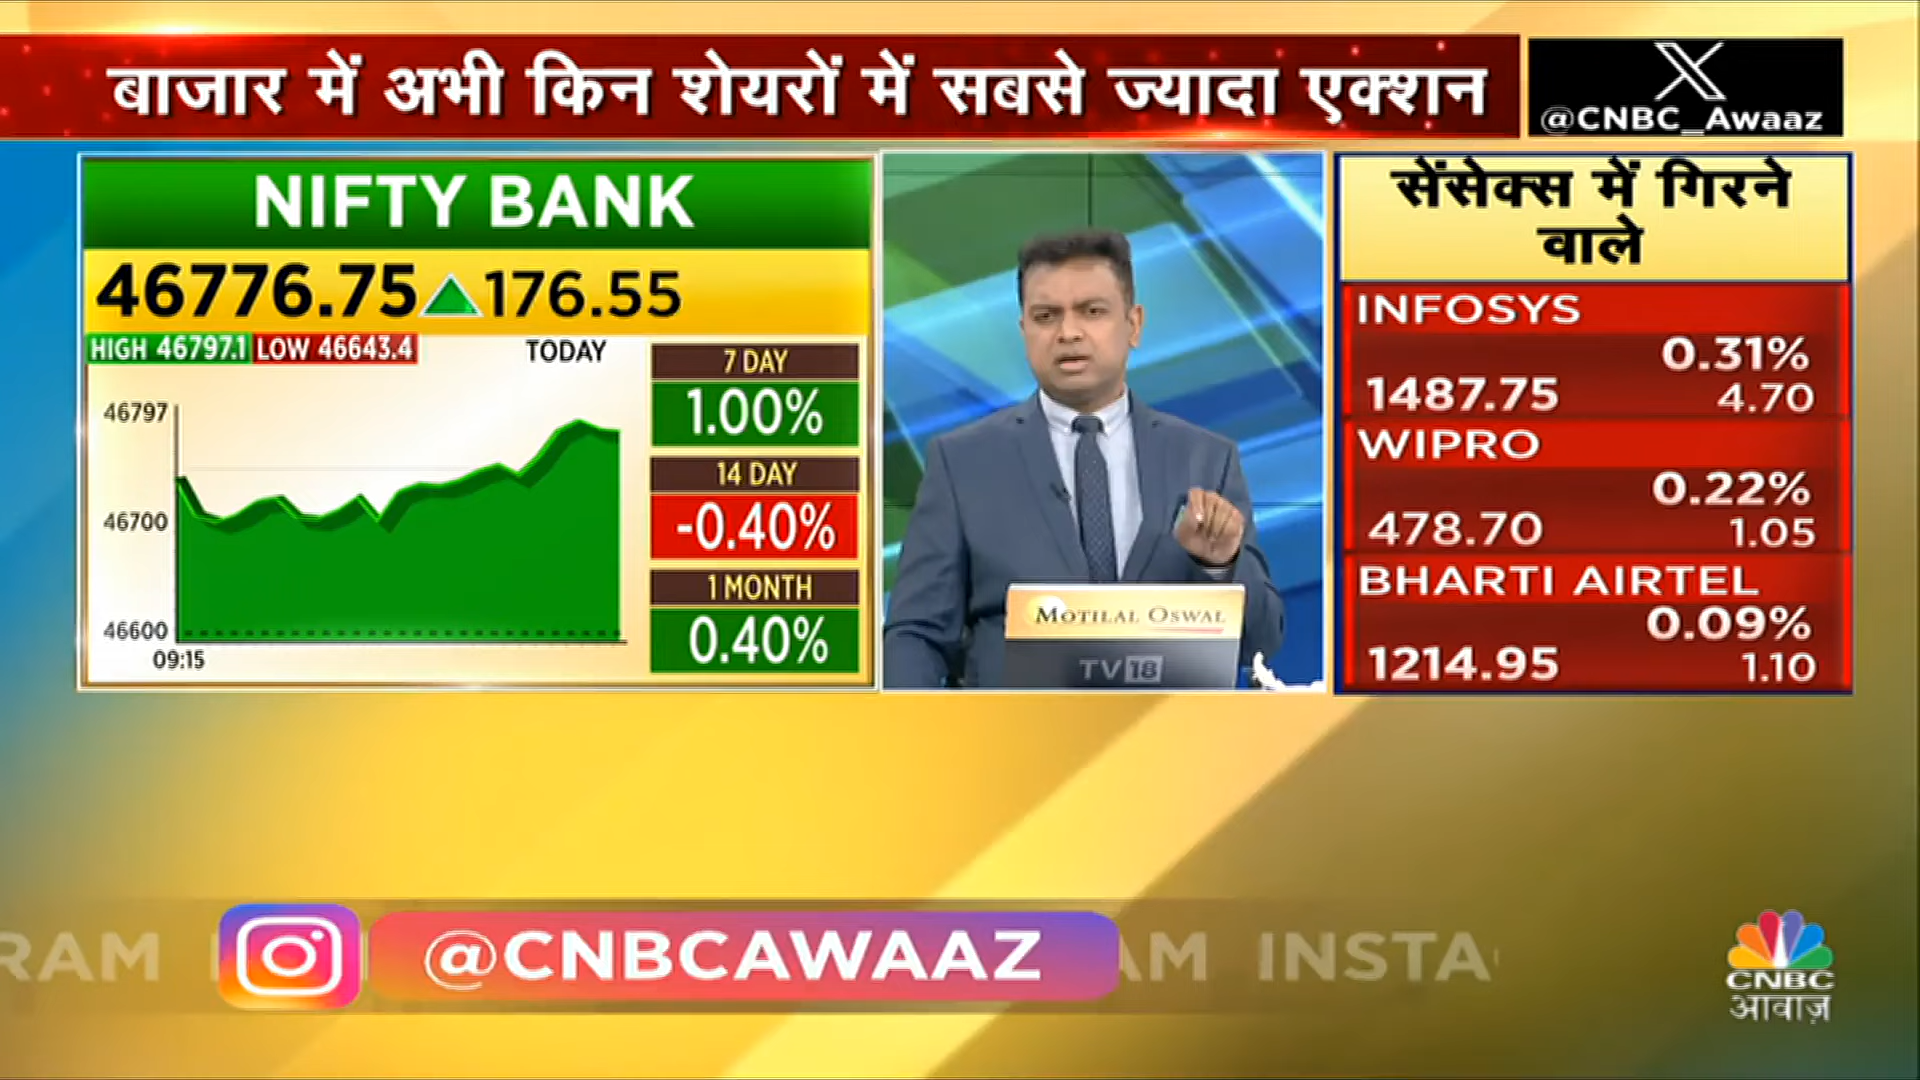 बाजार में अभी किन शेयरों में सबसे ज्यादा एक्शन
@CNBC_Awaaz
NIFTY BANK
46776.75 176.55
HIGH 46797.1 LOW 46643.4
TODAY
46797
46700
46600
09:15
7 DAY
1.00%
14 DAY
-0.40%
1 MONTH
0.40%
MOTILAL OSWAL
TV18
सेंसेक्स में गिरने
वाले
INFOSYS
0.31%
1487.75 4.70
WIPRO
0.22%
478.70 1.05
BHARTI AIRTEL
0.09%
1214.95 1.10
RAM @CNBCAWAAZ AM INSTA
CNBC
आवाज़